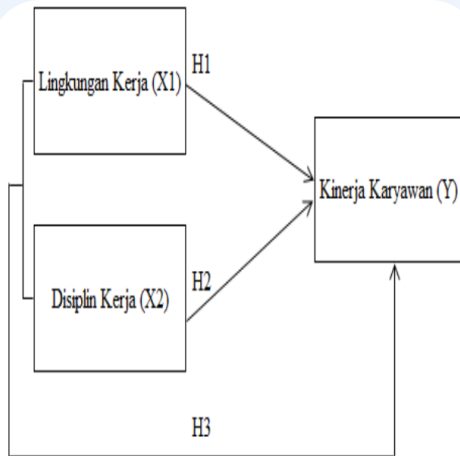 H1
Lingkungan Kerja (X1)
Kinerja Karyawan (Y)
H2
Disiplin Kerja (X2)
H3